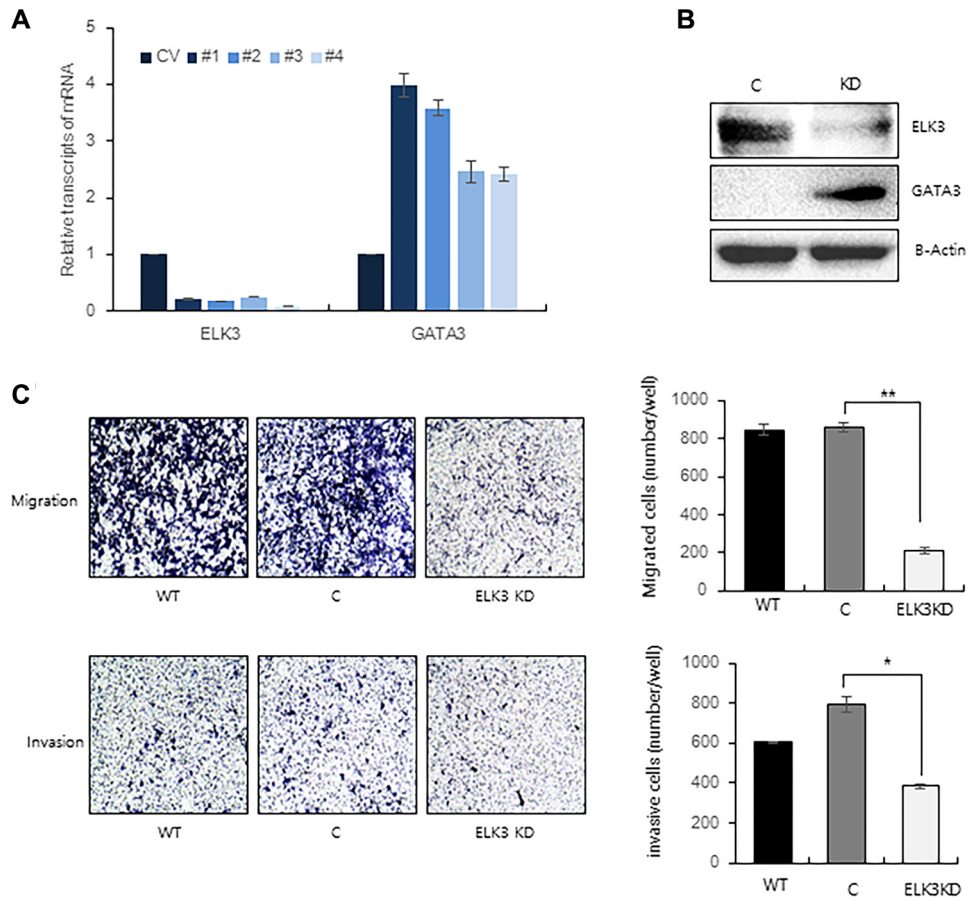 A
Relative transcripts of mRNA
5
4
3
2
1
0
CV #1 #2 #3 #4
ELK3 GATA3
B
C KD
ELK3
GATA3
B-Actin
C
Migration
WT C ELK3 KD
Migrated cells (number/well)
1000
800
600
400
200
0
**
WT C ELK3KD
Invasion
WT C ELK3 KD
invasive cells (number/well)
1000
800
600
400
200
0
*
WT C ELK3KD